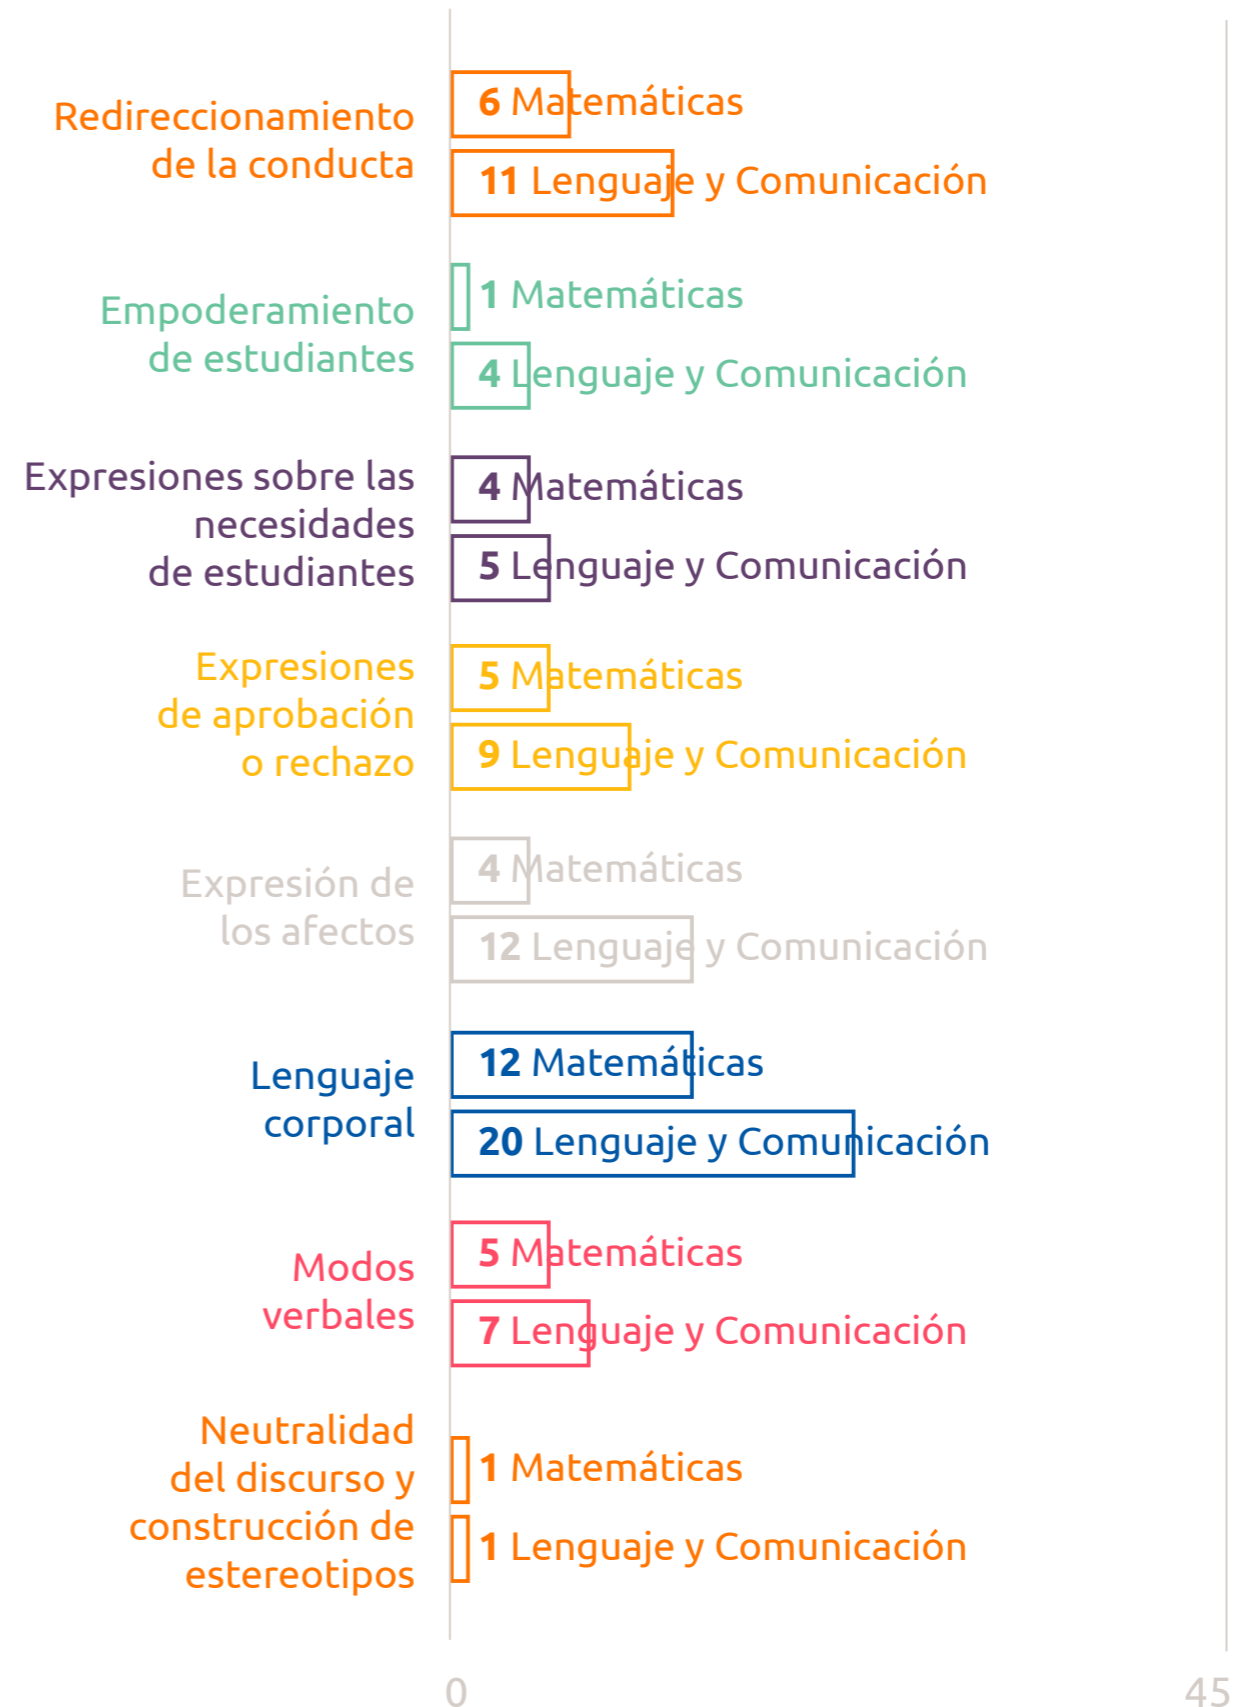 Redireccionamiento
de la conducta
6 Matemáticas
11 Lenguaje y Comunicación
Empoderamiento
de estudiantes
1 Matemáticas
4 Lenguaje y Comunicación
Expresiones sobre las
necesidades
de estudiantes
4 Matemáticas
5 Lenguaje y Comunicación
Expresiones
de aprobación
o rechazo
5 Matemáticas
9 Lenguaje y Comunicación
Expresión de
los afectos
4 Matemáticas
12 Lenguaje y Comunicación
Lenguaje
corporal
12 Matemáticas
20 Lenguaje y Comunicación
Modos
verbales
5 Matemáticas
7 Lenguaje y Comunicación
Neutralidad
del discurso y
construcción de
estereotipos
1 Matemáticas
1 Lenguaje y Comunicación
0
45